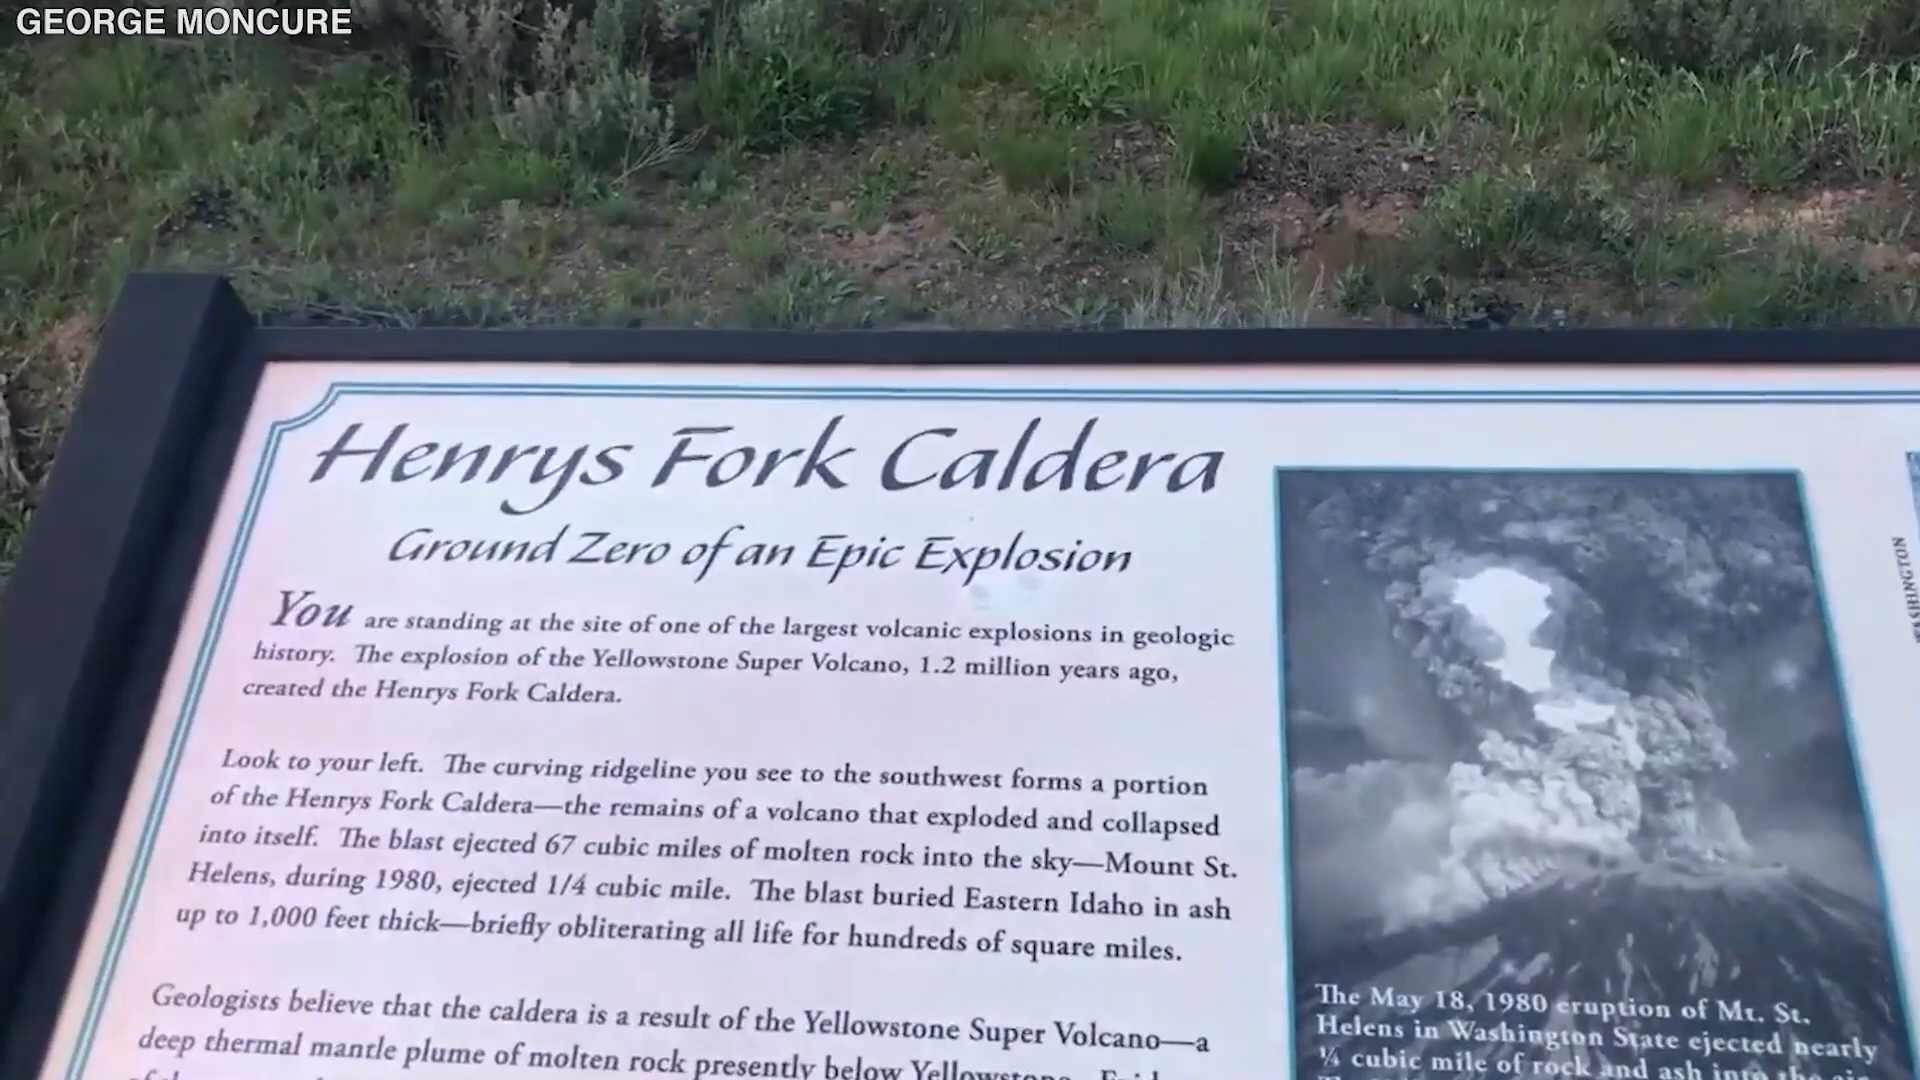 GEORGE MONCURE
Henrys Fork Caldera
Ground Zero of an Epic Explosion
You are standing at the site of one of the largest volcanic explosions in geologic
history. The explosion of the Yellowstone Super Volcano, 1.2 million years ago,
created the Henrys Fork Caldera.
Look to your left. The curving ridgeline you see to the southwest forms a portion
of the Henrys Fork Caldera—the remains of a volcano that exploded and collapsed
into itself. The blast ejected 67 cubic miles of molten rock into the sky—Mount St.
Helens, during 1980, ejected 1/4 cubic mile. The blast buried Eastern Idaho in ash
up to 1,000 feet thick—briefly obliterating all life for hundreds of square miles.
Geologists believe that the caldera is a result of the Yellowstone Super Volcano—a
deep thermal mantle plume of molten rock presently below Yellowstone.
The May 18, 1980 eruption of Mt. St.
Helens in Washington State ejected nearly
¼ cubic mile of rock and ash into the